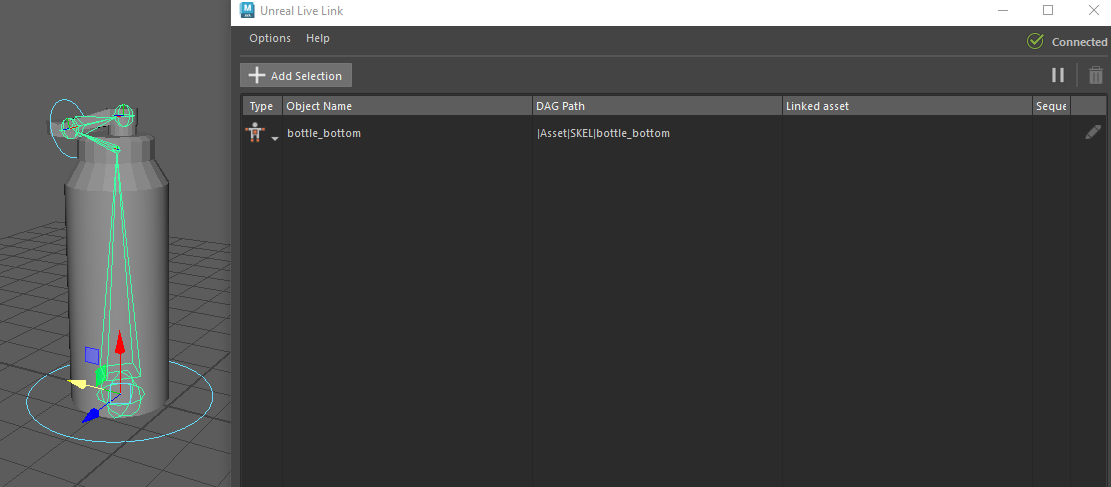 Unreal Live Link
Options Help
Connected
Add Selection
Type Object Name DAG Path Linked asset Seque
bottle_bottom |Asset|SKEL|bottle_bottom